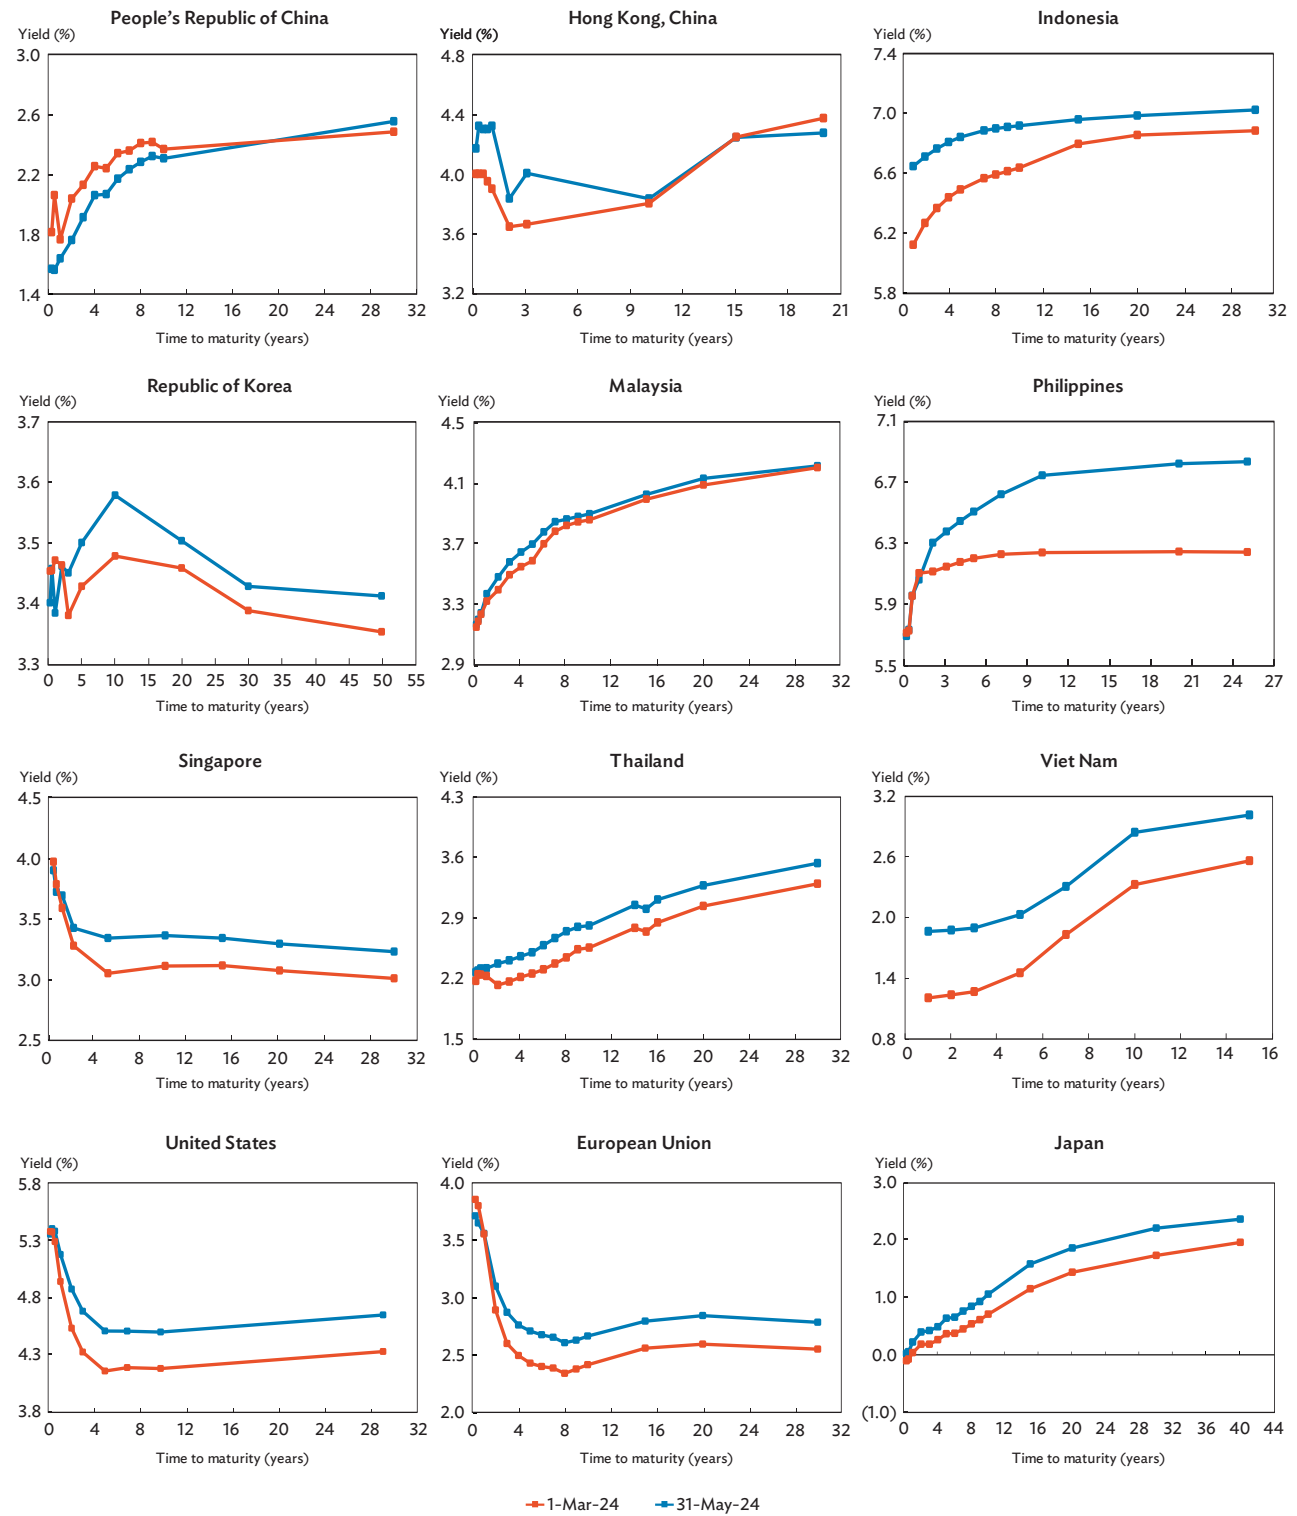 People's Republic of China
Yield (%)
3.0
2.6
2.2
1.8
1.4
0 4 8 12 16 20 24 28 32
Time to maturity (years)
Hong Kong, China
Yield (%)
4.8
4.4
4.0
3.6
3.2
0 3 6 9 12 15 18 21
Time to maturity (years)
Indonesia
Yield (%)
7.4
7.0
6.6
6.2
5.8
0 4 8 12 16 20 24 28 32
Time to maturity (years)
Republic of Korea
Yield (%)
3.7
3.6
3.5
3.4
3.3
0 5 10 15 20 25 30 35 40 45 50 55
Time to maturity (years)
Malaysia
Yield (%)
4.5
4.1
3.7
3.3
2.9
0 4 8 12 16 20 24 28 32
Time to maturity (years)
Philippines
Yield (%)
7.1
6.7
6.3
5.9
5.5
0 3 6 9 12 15 18 21 24 27
Time to maturity (years)
Singapore
Yield (%)
4.5
4.0
3.5
3.0
2.5
0 4 8 12 16 20 24 28 32
Time to maturity (years)
Thailand
Yield (%)
4.3
3.6
2.9
2.2
1.5
0 4 8 12 16 20 24 28 32
Time to maturity (years)
Viet Nam
Yield (%)
3.2
2.6
2.0
1.4
0.8
0 2 4 6 8 10 12 14 16
Time to maturity (years)
United States
Yield (%)
5.8
5.3
4.8
4.3
3.8
0 4 8 12 16 20 24 28 32
Time to maturity (years)
European Union
Yield (%)
4.0
3.5
3.0
2.5
2.0
0 4 8 12 16 20 24 28 32
Time to maturity (years)
Japan
Yield (%)
3.0
2.0
1.0
0.0
(1.0)
0 4 8 12 16 20 24 28 32 36 40 44
Time to maturity (years)
1-Mar-24 31-May-24